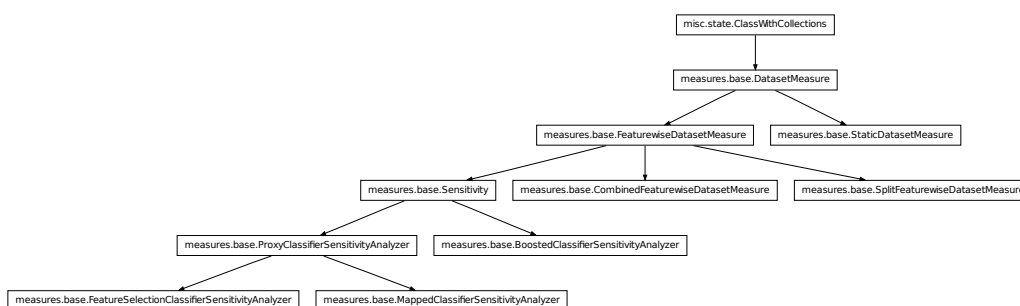 misc.state.ClassWithCollections
measures.base.DatasetMeasure
measures.base.FeaturewiseDatasetMeasure
measures.base.StaticDatasetMeasure
measures.base.Sensitivity
measures.base.CombinedFeaturewiseDatasetMeasure
measures.base.SplitFeaturewiseDatasetMeasure
measures.base.ProxyClassifierSensitivityAnalyzer
measures.base.BoostedClassifierSensitivityAnalyzer
measures.base.FeatureSelectionClassifierSensitivityAnalyzer
measures.base.MappedClassifierSensitivityAnalyzer